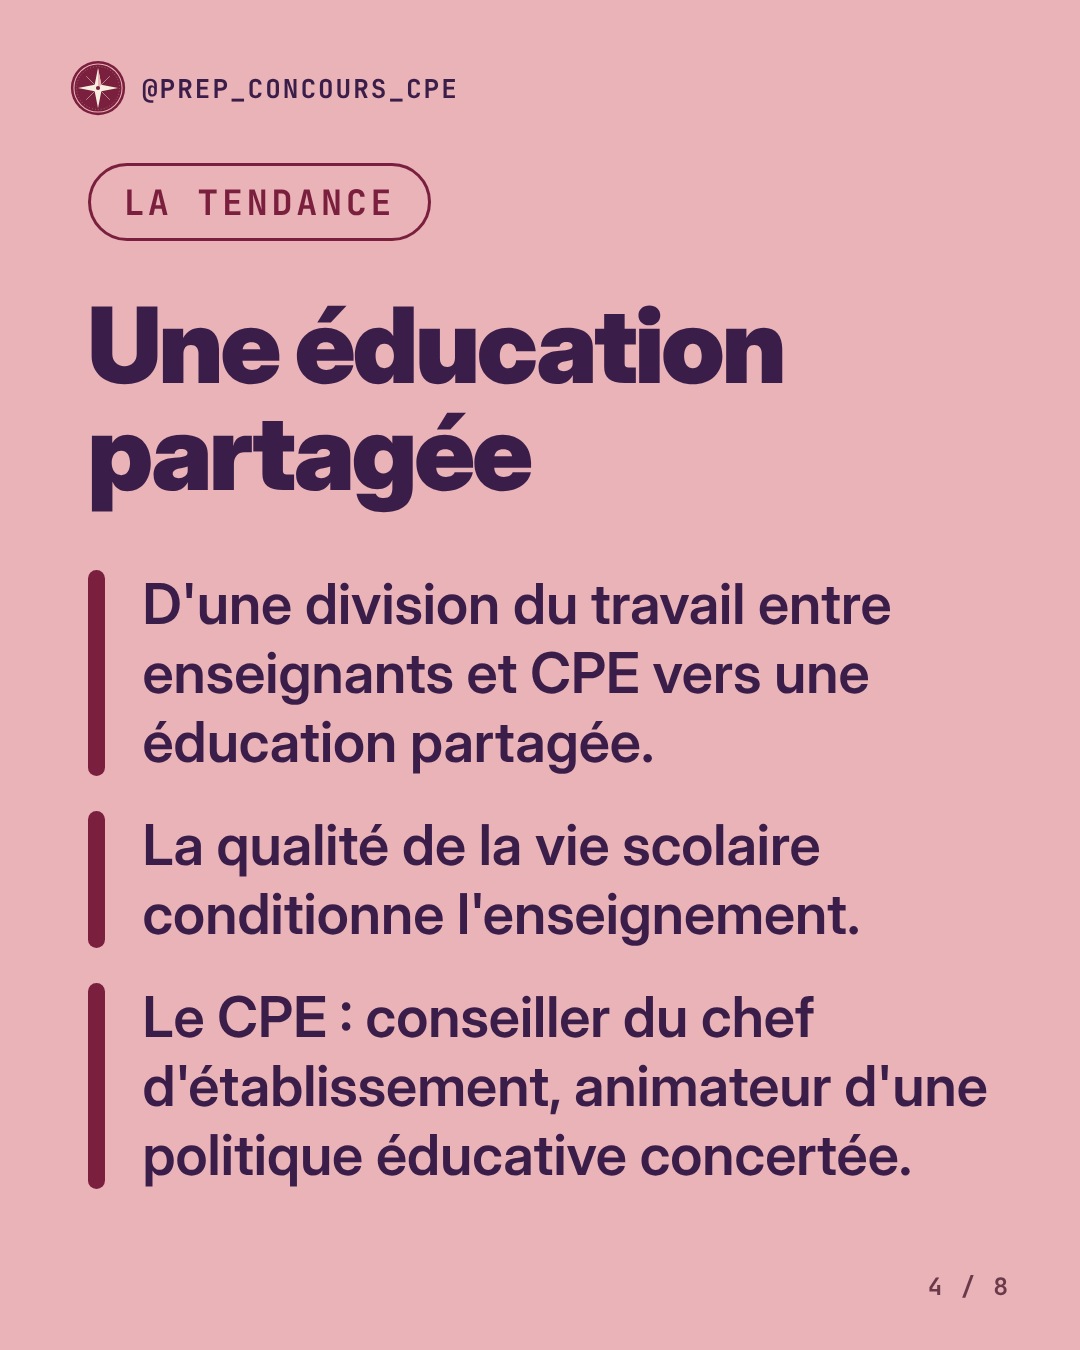 @PREP_CONCOURS_CPE
LA TENDANCE
Une éducation
partagée
D'une division du travail entre
enseignants et CPE vers une
éducation partagée.
La qualité de la vie scolaire
conditionne l'enseignement.
Le CPE : conseiller du chef
d'établissement, animateur d'une
politique éducative concertée.
4 / 8